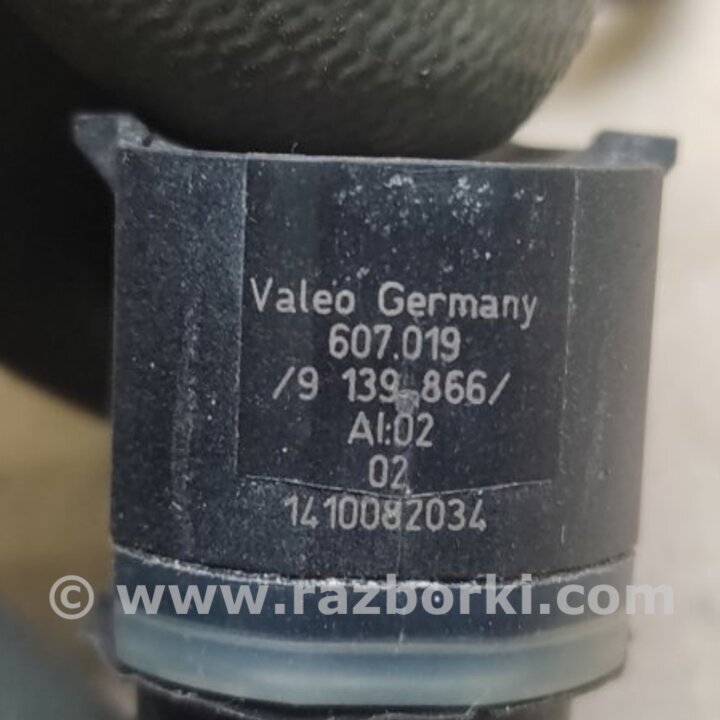 Valeo Germany
607.019
/9 139 866/
AI:02
02
1410082034
© www.razborki.com